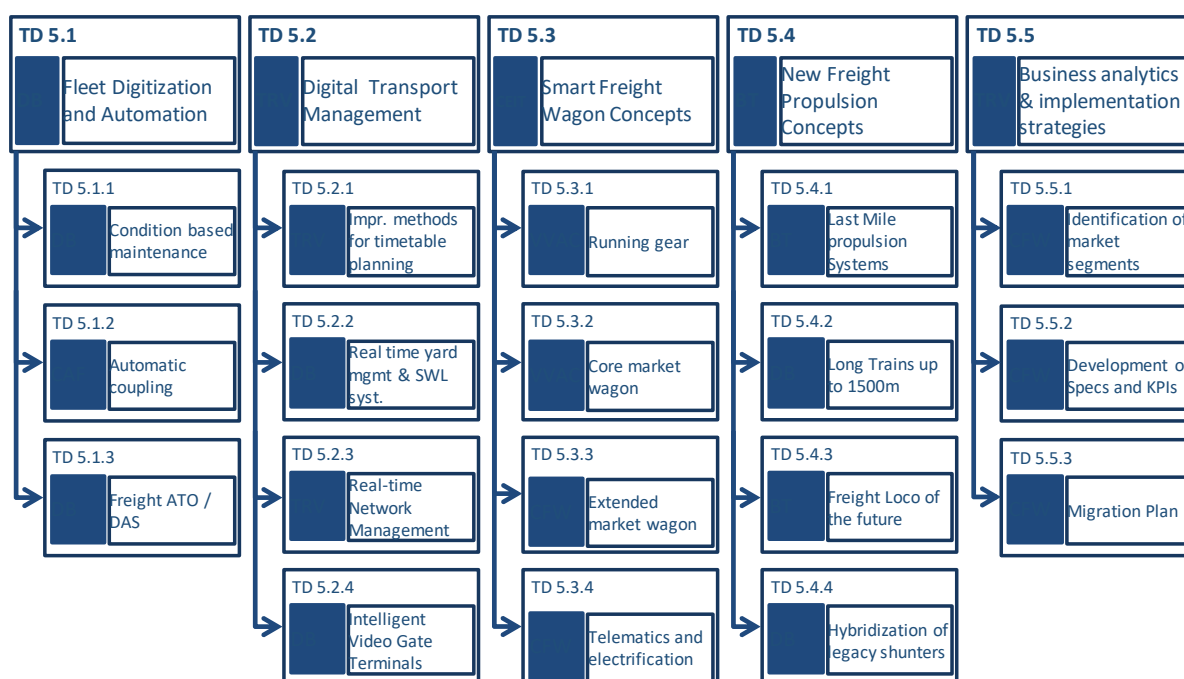 TD 5.1
Fleet Digitization
and Automation
TD 5.1.1
Condition based
maintenance
TD 5.1.2
Automatic
coupling
TD 5.1.3
Freight ATO /
DAS
TD 5.2
Digital Transport
Management
TD 5.2.1
Impr. methods
for timetable
planning
TD 5.2.2
Real time yard
mgmt & SWL
syst.
TD 5.2.3
Real-time
Network
Management
TD 5.2.4
Intelligent
Video Gate
Terminals
TD 5.3
Smart Freight
Wagon Concepts
TD 5.3.1
Running gear
TD 5.3.2
Core market
wagon
TD 5.3.3
Extended
market wagon
TD 5.3.4
Telematics and
electrification
TD 5.4
New Freight
Propulsion
Concepts
TD 5.4.1
Last Mile
propulsion
Systems
TD 5.4.2
Long Trains up
to 1500m
TD 5.4.3
Freight Loco of
the future
TD 5.4.4
Hybridization of
legacy shunters
TD 5.5
Business analytics
& implementation
strategies
TD 5.5.1
Identification of
market
segments
TD 5.5.2
Development o
Specs and KPIs
TD 5.5.3
Migration Plan